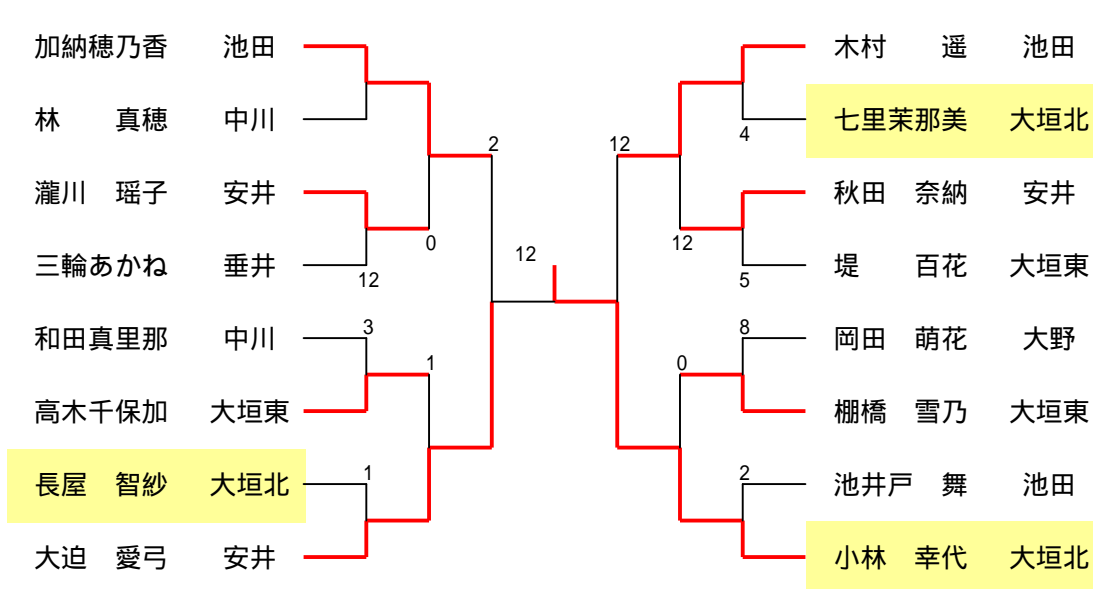 加納穂乃香 池田
林 真穂 中川
瀧川 瑶子 安井
三輪あかね 垂井
和田真里那 中川
高木千保加 大垣東
長屋 智紗 大垣北
大迫 愛弓 安井
2
0
12
3
1
1
12
12
4
12
5
8
0
2
木村 遥 池田
七里茉那美 大垣北
秋田 奈納 安井
堤 百花 大垣東
岡田 萌花 大野
棚橋 雪乃 大垣東
池井戸 舞 池田
小林 幸代 大垣北